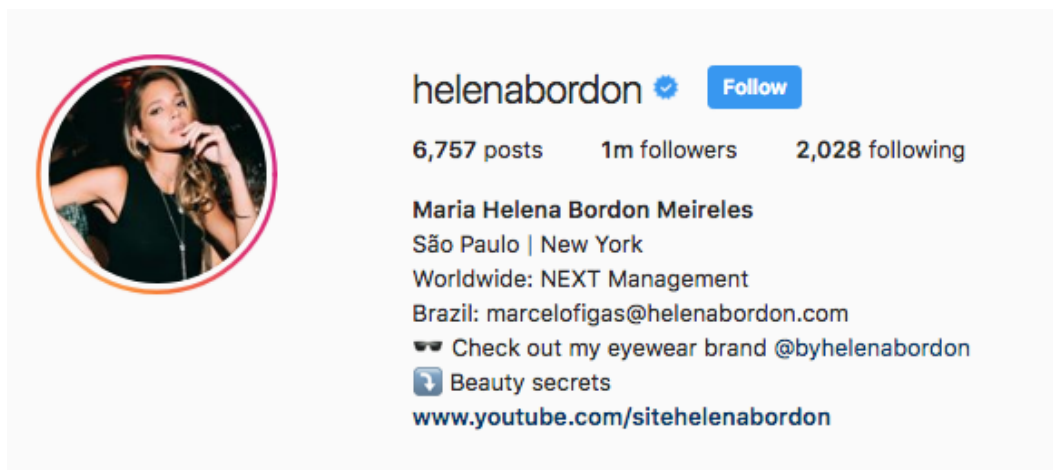 helenabordon Follow
6,757 posts 1m followers 2,028 following
Maria Helena Bordon Meireles
São Paulo | New York
Worldwide: NEXT Management
Brazil: marcelofigas@helenabordon.com
🕶 Check out my eyewear brand @byhelenabordon
⤵️ Beauty secrets
www.youtube.com/sitehelenabordon